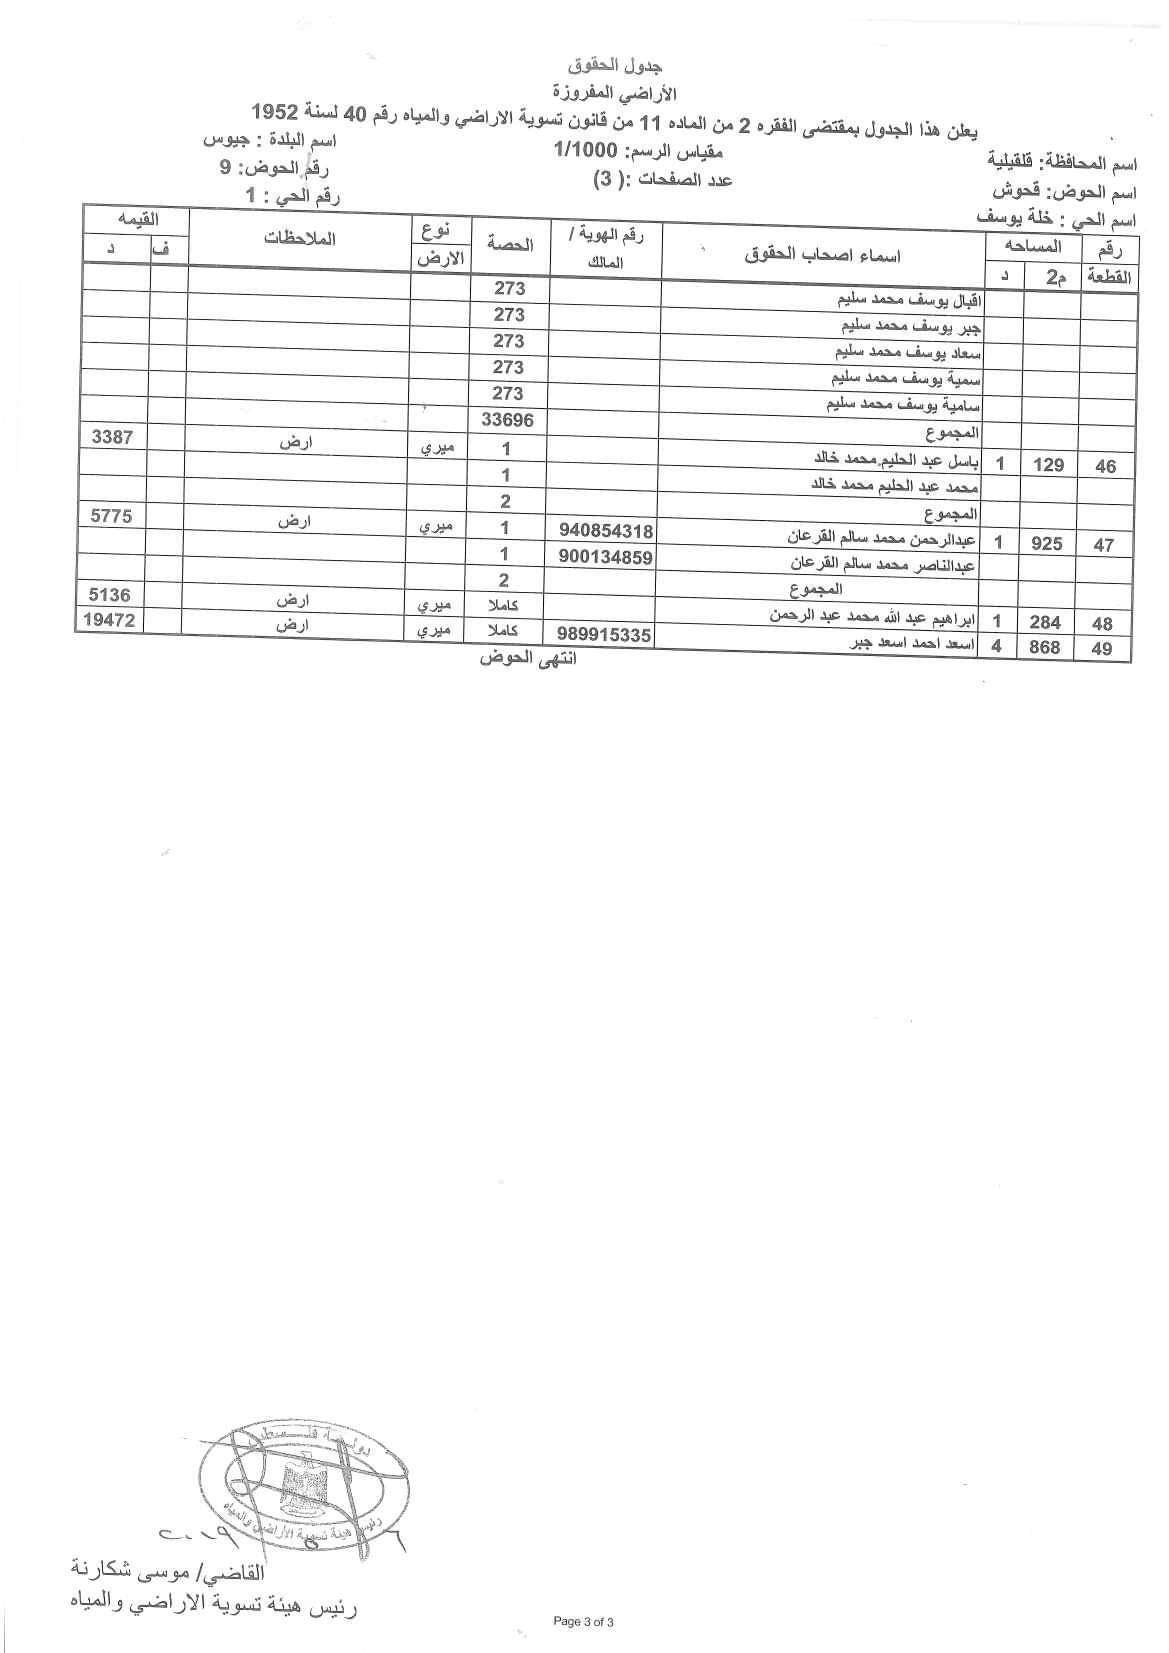 جدول الحقوق
الأراضي المفروزة
يعلن هذا الجدول بمقتضى الفقره 2 من الماده 11 من قانون تسوية الاراضي والمياه رقم 40 لسنة 1952
اسم المحافظة: قلقيلية مقياس الرسم: 1/1000 اسم البلدة : جيوس
اسم الحوض: قحوش عدد الصفحات :( 3) رقم الحوض: 9
اسم الحي : خلة يوسف رقم الحي : 1
رقم القطعة المساحه م2 د اسماء اصحاب الحقوق رقم الهوية / المالك الحصة نوع الارض الملاحظات القيمه ف د
اقبال يوسف محمد سليم 273
جبر يوسف محمد سليم 273
سعاد يوسف محمد سليم 273
سمية يوسف محمد سليم 273
سامية يوسف محمد سليم 273
المجموع 33696
46 129 1 باسل عبد الحليم محمد خالد 1 ميري ارض 3387
محمد عبد الحليم محمد خالد 1
المجموع 2
47 925 1 عبدالرحمن محمد سالم القرعان 940854318 1 ميري ارض 5775
عبدالناصر محمد سالم القرعان 900134859 1
المجموع 2
48 284 1 ابراهيم عبد الله محمد عبد الرحمن كاملا ميري ارض 5136
49 868 4 اسعد احمد اسعد جبر 989915335 كاملا ميري ارض 19472
انتهى الحوض
دولة فلسطين
رئيس هيئة تسوية الأراضي والمياه
القاضي/ موسى شكارنة
رئيس هيئة تسوية الاراضي والمياه
Page 3 of 3